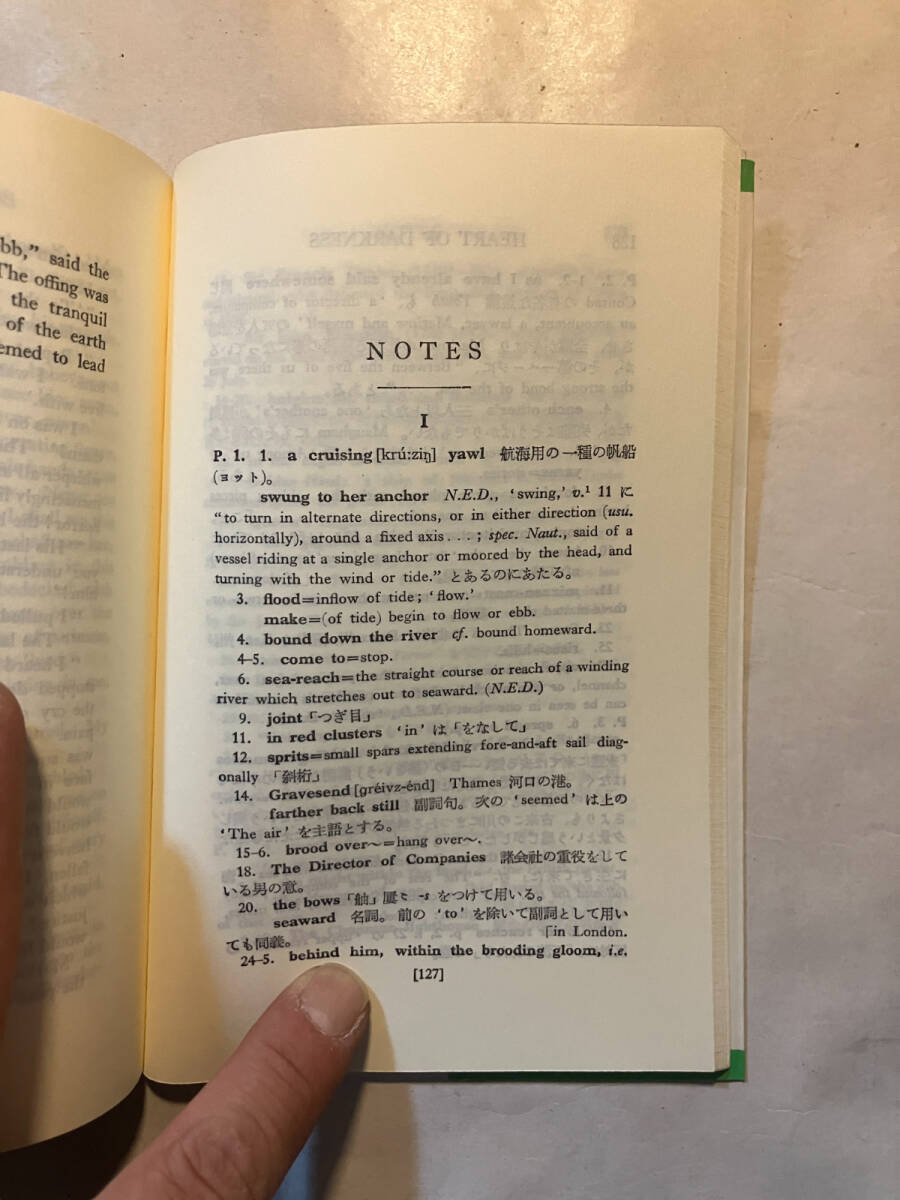 bb," said the
The offing was
the tranquil
of the earth
emed to lead
NOTES
I
P. 1. 1. a cruising [krú:ziŋ] yawl 航海用の一種の帆船
(ヨット)。
swung to her anchor N.E.D., 'swing,' v.¹ 11 に
"to turn in alternate directions, or in either direction (usu.
horizontally), around a fixed axis . . . ; spec. Naut., said of a
vessel riding at a single anchor or moored by the head, and
turning with the wind or tide." とあるのにあたる。
3. flood=inflow of tide; 'flow.'
make=(of tide) begin to flow or ebb.
4. bound down the river cf. bound homeward.
4–5. come to=stop.
6. sea-reach=the straight course or reach of a winding
river which stretches out to seaward. (N.E.D.)
9. joint「つぎ目」
11. in red clusters 'in' は「をなして」
12. sprits=small spars extending fore-and-aft sail diag-
onally 「斜桁」
14. Gravesend [gréivz-énd] Thames 河口の港。
farther back still 副詞句。次の 'seemed' は上の
'The air' を主語とする。
15–6. brood over~=hang over~.
18. The Director of Companies 諸会社の重役をして
いる男の意。
20. the bows「舳」屢〻 -s をつけて用いる。
seaward 名詞。前の 'to' を除いて副詞として用い
ても同義。 「in London.
24–5. behind him, within the brooding gloom, i.e.
[127]